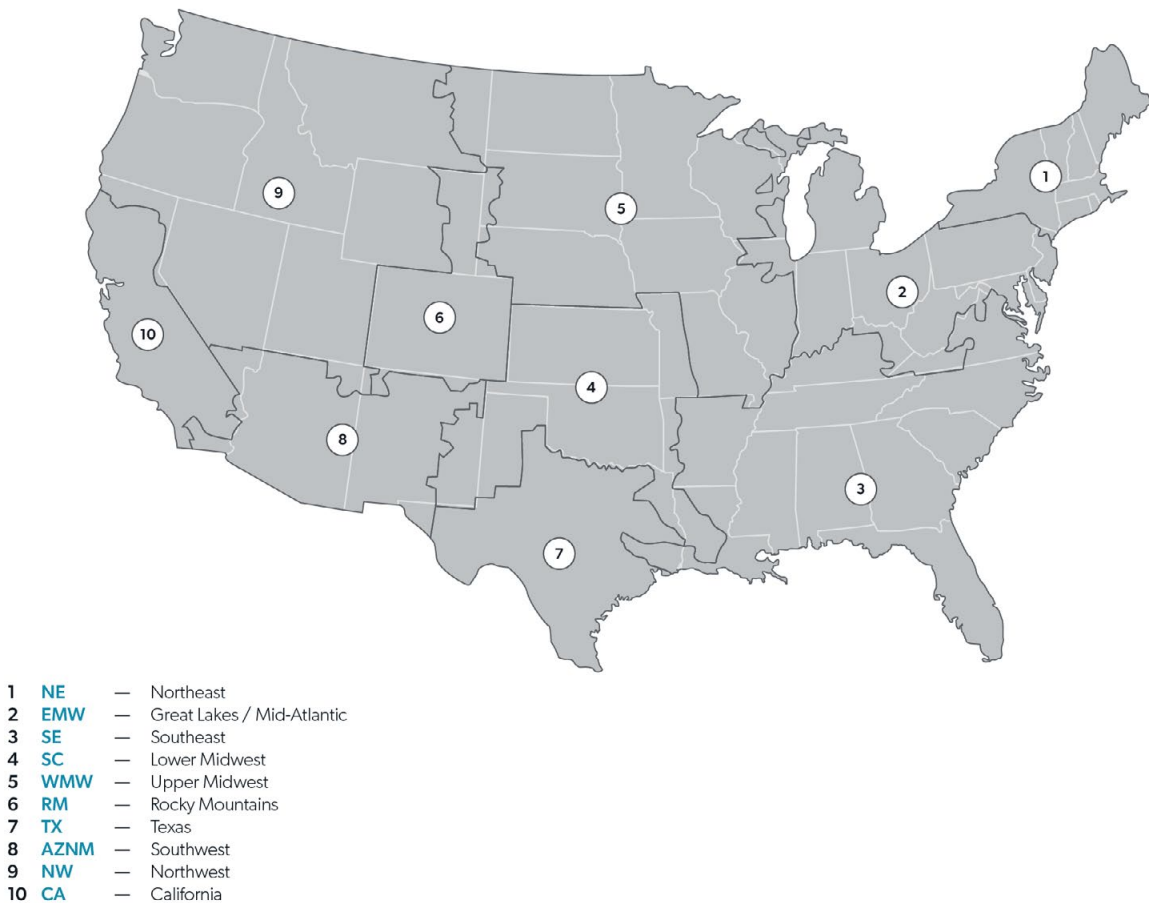 1
9
5
2
6
10
4
8
3
7
1 NE — Northeast
2 EMW — Great Lakes / Mid-Atlantic
3 SE — Southeast
4 SC — Lower Midwest
5 WMW — Upper Midwest
6 RM — Rocky Mountains
7 TX — Texas
8 AZNM — Southwest
9 NW — Northwest
10 CA — California